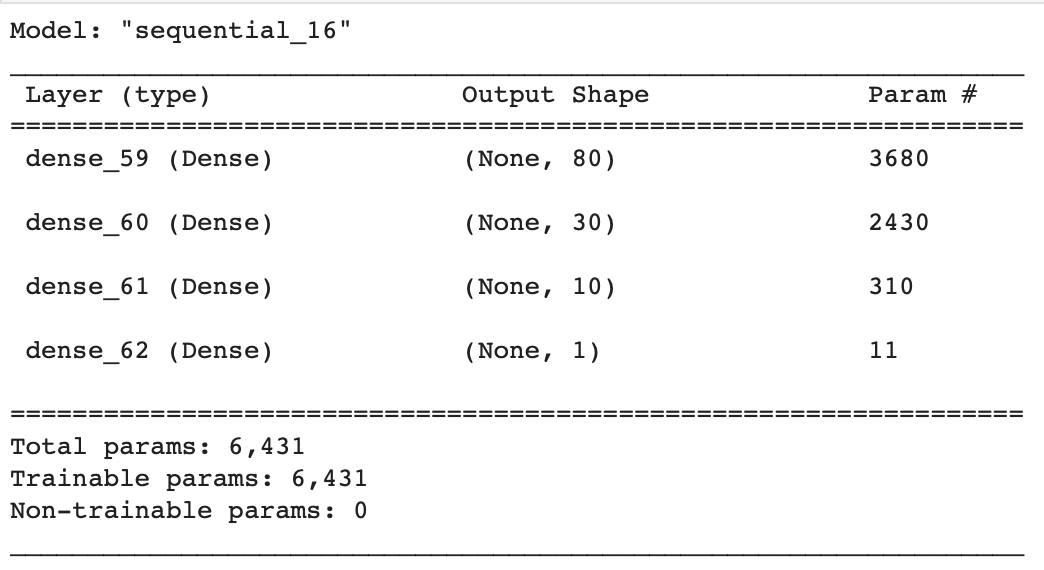 Model: "sequential_16"
_________________________________________________________________
Layer (type) Output Shape Param #
=================================================================
dense_59 (Dense) (None, 80) 3680
dense_60 (Dense) (None, 30) 2430
dense_61 (Dense) (None, 10) 310
dense_62 (Dense) (None, 1) 11
=================================================================
Total params: 6,431
Trainable params: 6,431
Non-trainable params: 0
_________________________________________________________________